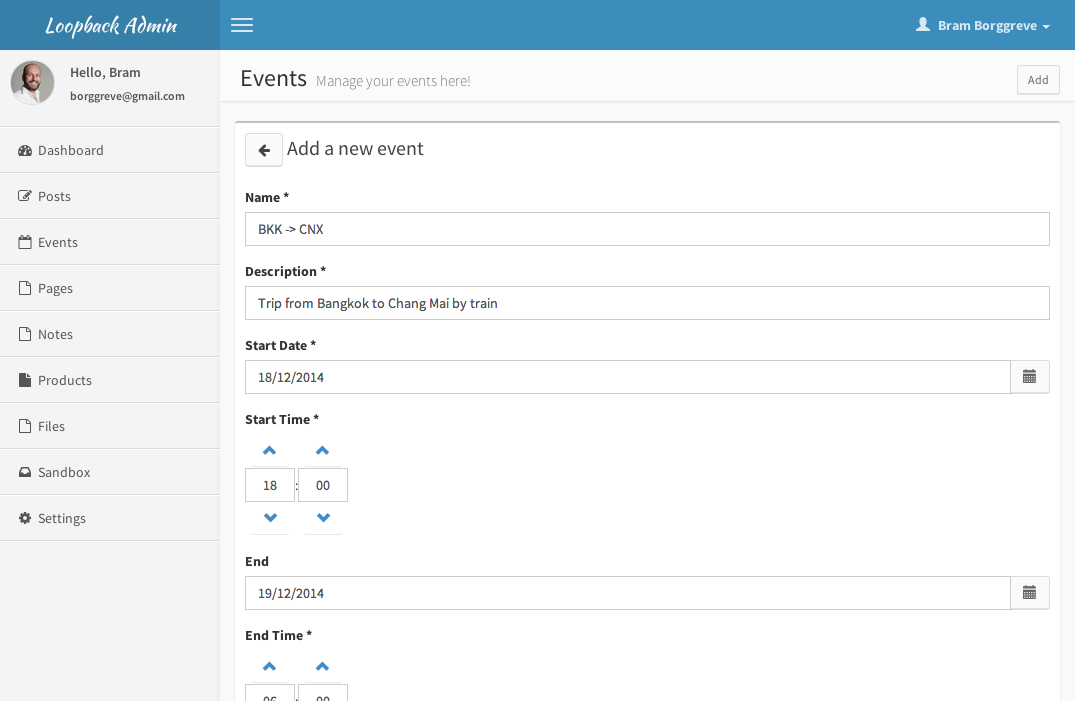 Loopback Admin
Bram Borggreve
Hello, Bram
borggreve@gmail.com
Dashboard
Posts
Events
Pages
Notes
Products
Files
Sandbox
Settings
Events Manage your events here!
Add
Add a new event
Name *
BKK -> CNX
Description *
Trip from Bangkok to Chang Mai by train
Start Date *
18/12/2014
Start Time *
18 : 00
End
19/12/2014
End Time *
06 : 00